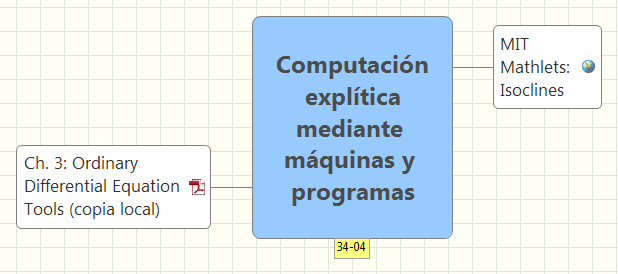 MIT
Mathlets:
Isoclines
Computación
explítica
mediante
máquinas y
programas
Ch. 3: Ordinary
Differential Equation
Tools (copia local)
34-04